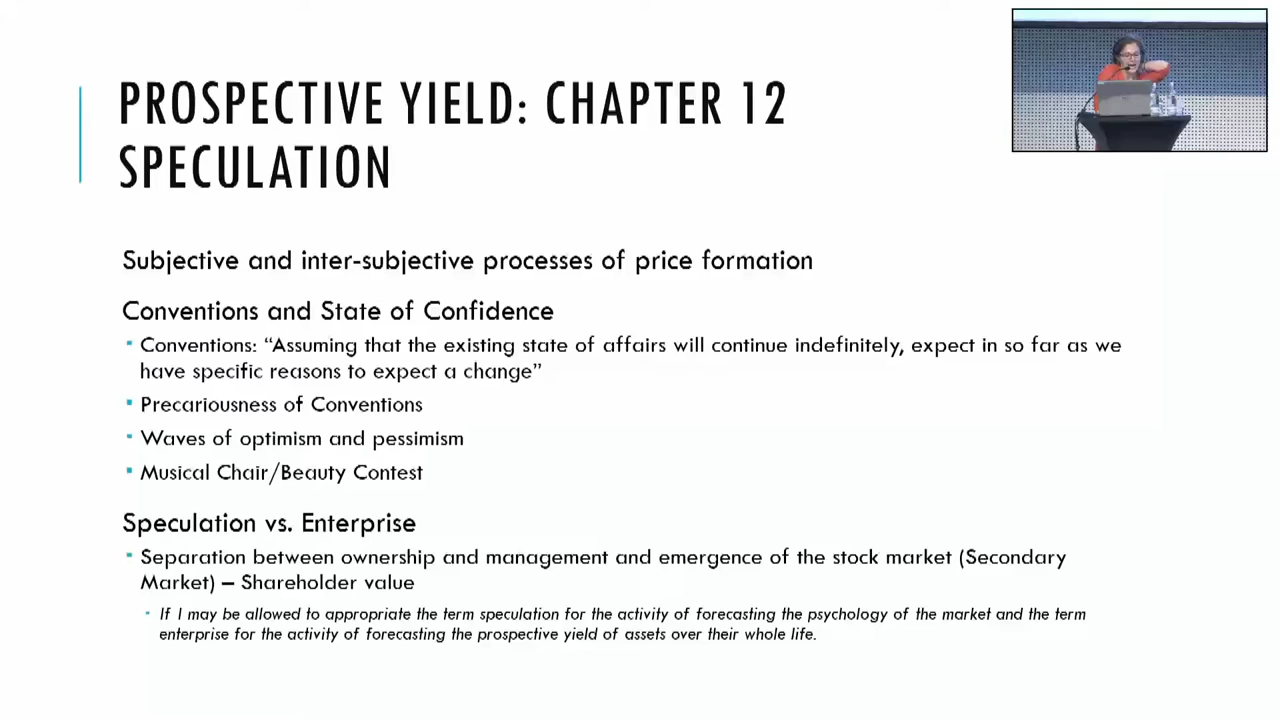 PROSPECTIVE YIELD: CHAPTER 12
SPECULATION
Subjective and inter-subjective processes of price formation
Conventions and State of Confidence
Conventions: “Assuming that the existing state of affairs will continue indefinitely, expect in so far as we
have specific reasons to expect a change”
Precariousness of Conventions
Waves of optimism and pessimism
Musical Chair/Beauty Contest
Speculation vs. Enterprise
Separation between ownership and management and emergence of the stock market (Secondary
Market) – Shareholder value
If I may be allowed to appropriate the term speculation for the activity of forecasting the psychology of the market and the term
enterprise for the activity of forecasting the prospective yield of assets over their whole life.